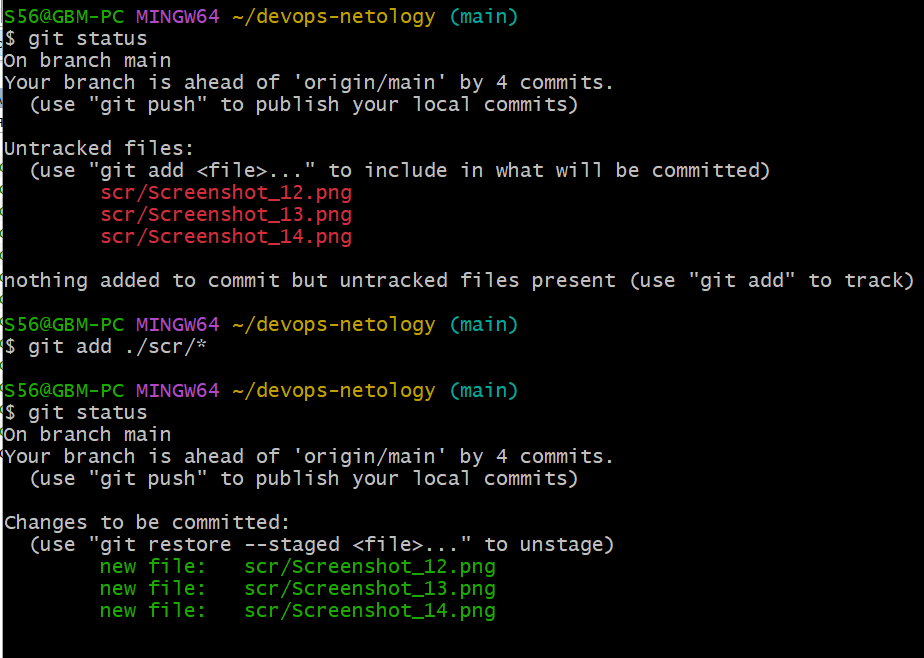 S56@GBM-PC MINGW64 ~/devops-netology (main)
$ git status
On branch main
Your branch is ahead of 'origin/main' by 4 commits.
  (use "git push" to publish your local commits)

Untracked files:
  (use "git add <file>..." to include in what will be committed)
        scr/Screenshot_12.png
        scr/Screenshot_13.png
        scr/Screenshot_14.png

nothing added to commit but untracked files present (use "git add" to track)

S56@GBM-PC MINGW64 ~/devops-netology (main)
$ git add ./scr/*

S56@GBM-PC MINGW64 ~/devops-netology (main)
$ git status
On branch main
Your branch is ahead of 'origin/main' by 4 commits.
  (use "git push" to publish your local commits)

Changes to be committed:
  (use "git restore --staged <file>..." to unstage)
        new file:   scr/Screenshot_12.png
        new file:   scr/Screenshot_13.png
        new file:   scr/Screenshot_14.png